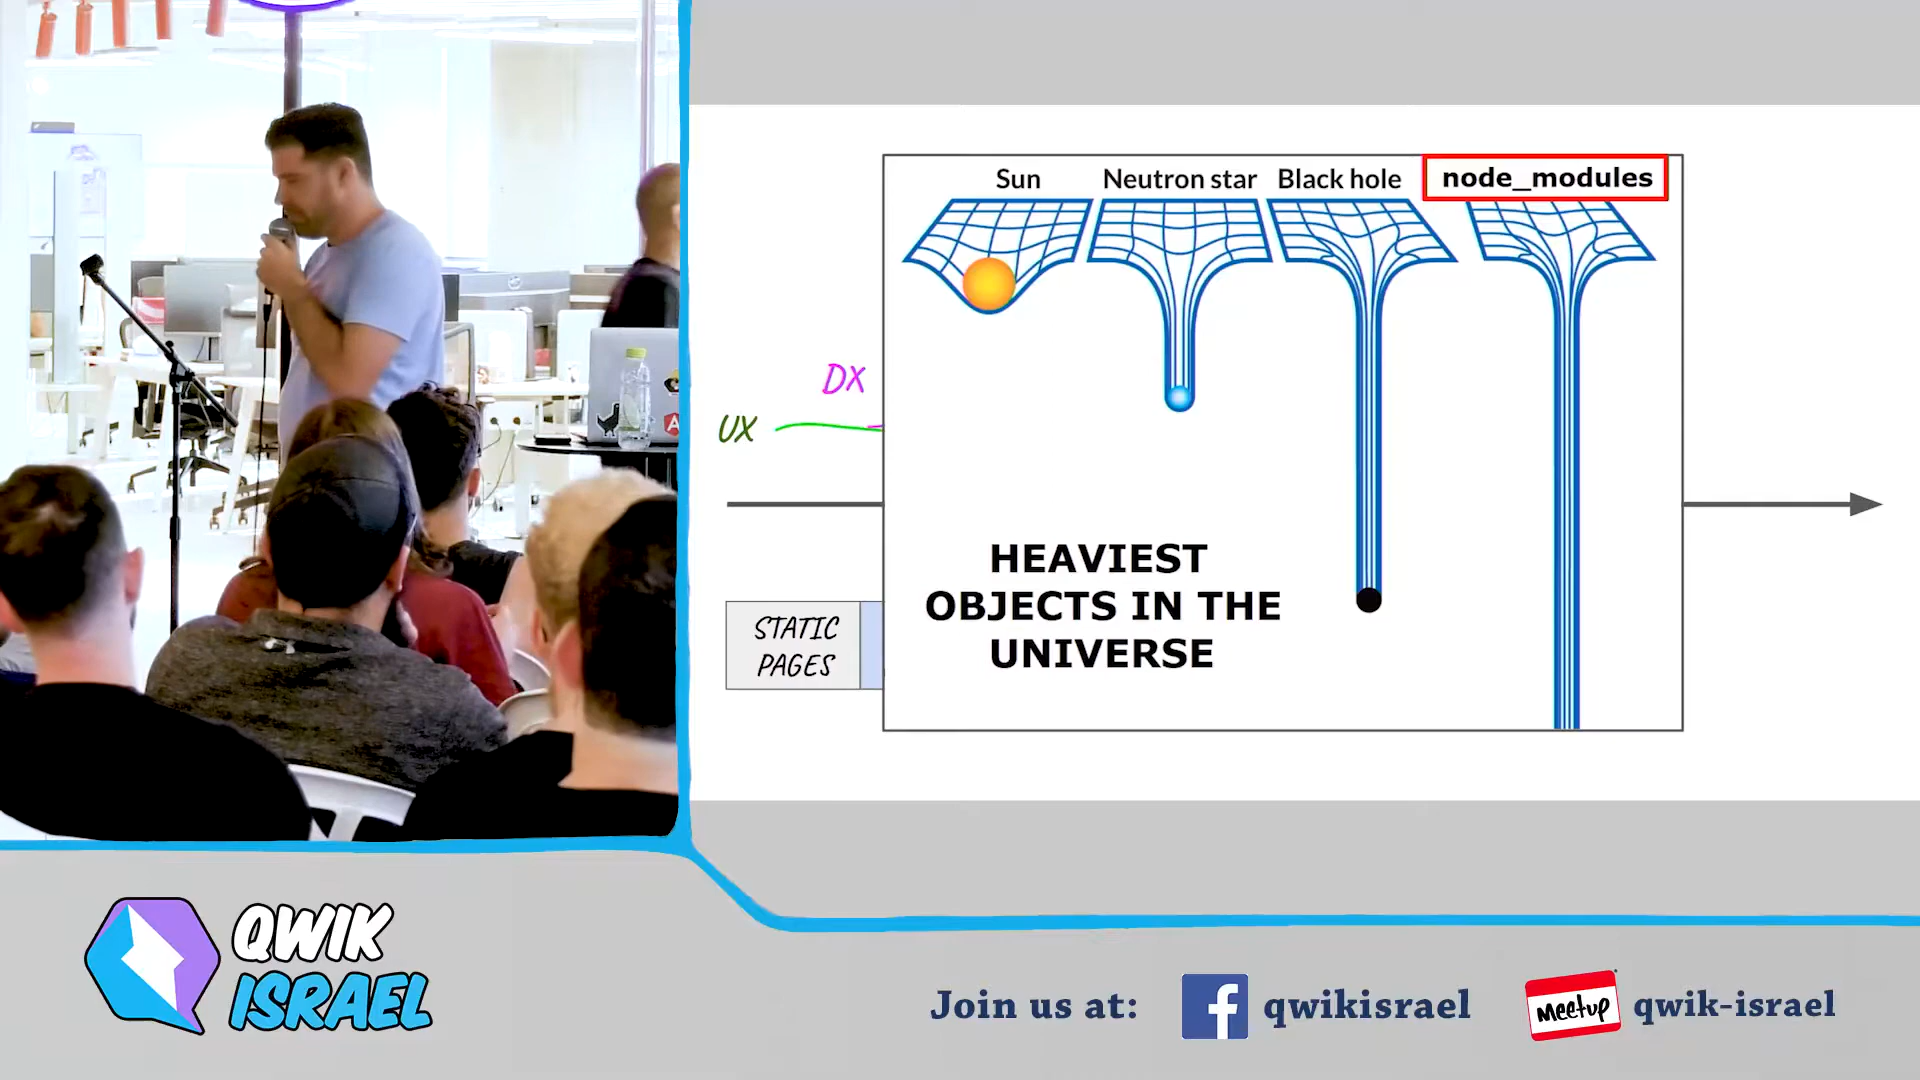 Sun Neutron star Black hole node_modules
DX
UX
HEAVIEST
OBJECTS IN THE
UNIVERSE
STATIC
PAGES
QWIK
ISRAEL
Join us at: qwikisrael Meetup qwik-israel